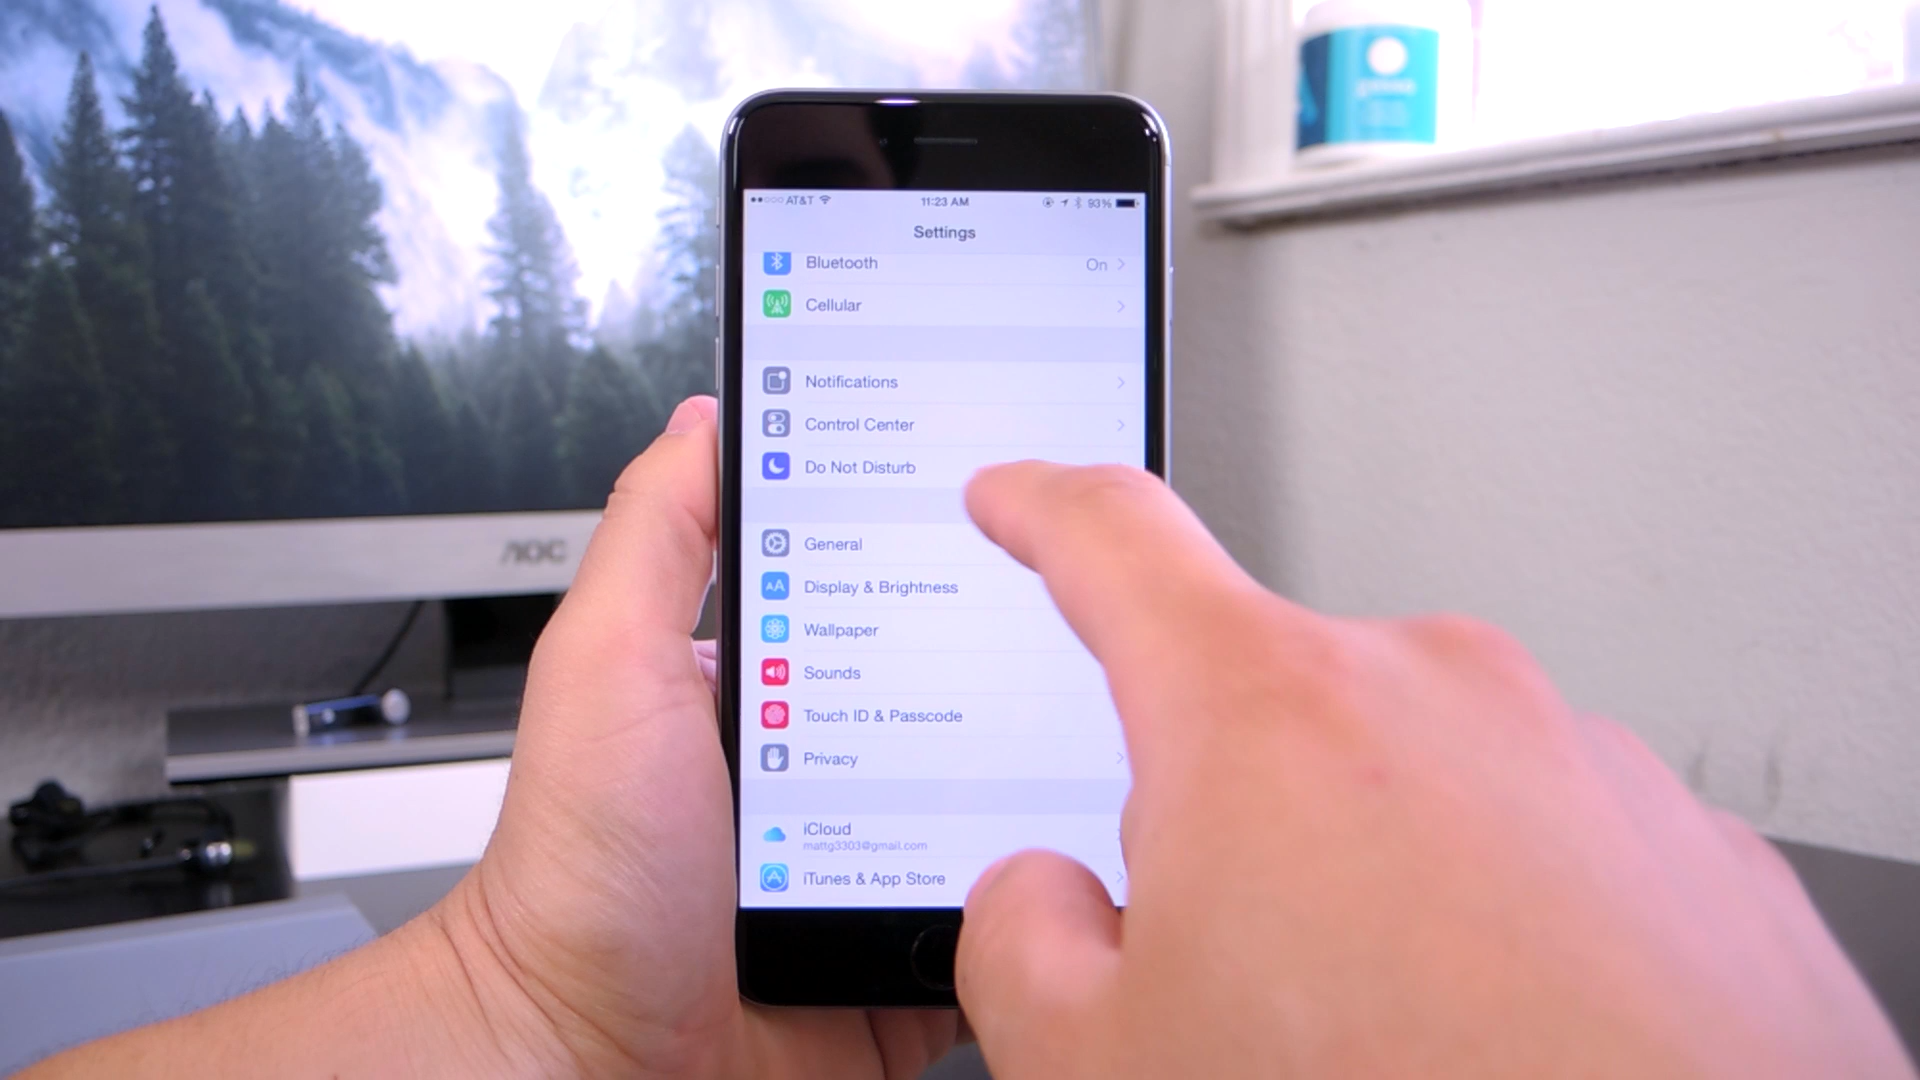 AT&T 11:23 AM 93%
Settings
Bluetooth On
Cellular
Notifications
Control Center
Do Not Disturb
General
Display & Brightness
Wallpaper
Sounds
Touch ID & Passcode
Privacy
iCloud
mattg3303@gmail.com
iTunes & App Store
AOC